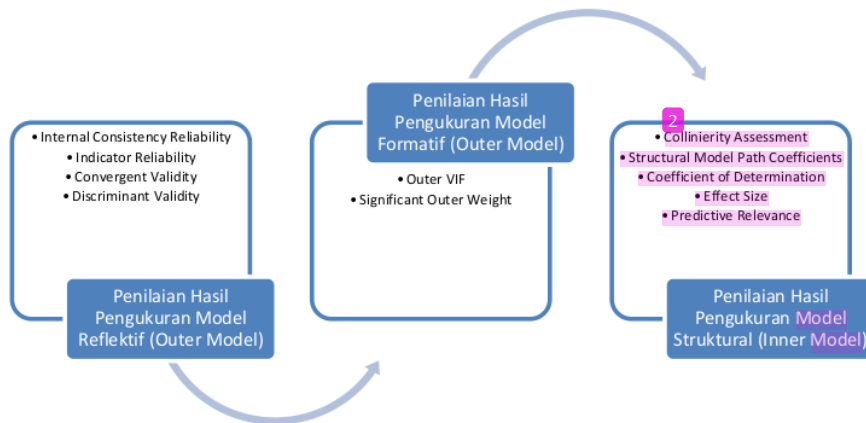 • Internal Consistency Reliability
• Indicator Reliability
• Convergent Validity
• Discriminant Validity
Penilaian Hasil
Pengukuran Model
Reflektif (Outer Model)
Penilaian Hasil
Pengukuran Model
Formatif (Outer Model)
• Outer VIF
• Significant Outer Weight
2
• Collinierity Assessment
• Structural Model Path Coefficients
• Coefficient of Determination
• Effect Size
• Predictive Relevance
Penilaian Hasil
Pengukuran Model
Struktural (Inner Model)